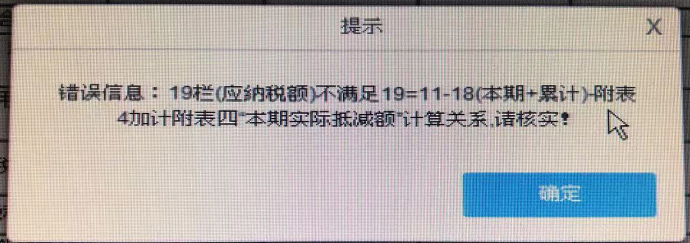 提示
X
错误信息：19栏(应纳税额)不满足19=11-18(本期+累计)-附表
4加计附表四"本期实际抵减额"计算关系,请核实!
确定